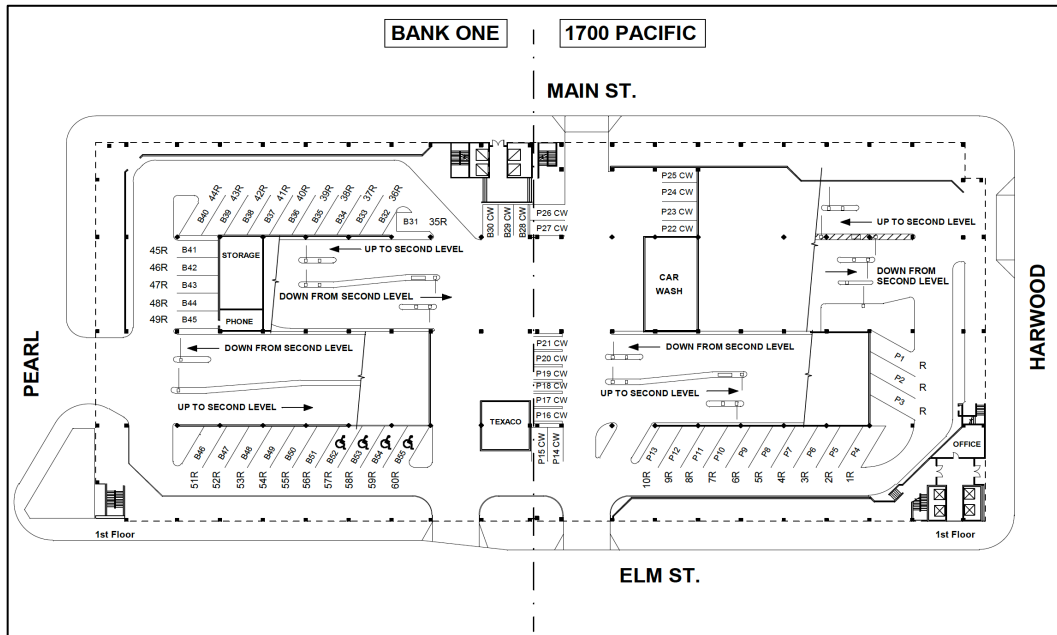 BANK ONE
1700 PACIFIC
MAIN ST.
44R
43R
42R
41R
40R
39R
38R
37R
36R
B40
B39
B38
B37
B36
B35
B34
B33
B32
B31
35R
B30 CW
B29 CW
B28 CW
P26 CW
P27 CW
P25 CW
P24 CW
P23 CW
P22 CW
UP TO SECOND LEVEL
UP TO SECOND LEVEL
45R B41
46R B42
47R B43
48R B44
49R B45
STORAGE
PHONE
DOWN FROM SECOND LEVEL
CAR
WASH
DOWN FROM
SECOND LEVEL
PEARL
HARWOOD
DOWN FROM SECOND LEVEL
UP TO SECOND LEVEL
P21 CW
P20 CW
P19 CW
P18 CW
P17 CW
P16 CW
DOWN FROM SECOND LEVEL
UP TO SECOND LEVEL
P1 R
P2 R
P3 R
TEXACO
P15 CW
P14 CW
B46
B47
B48
B49
B50
B51
B52
B53
B54
B55
51R
52R
53R
54R
55R
56R
57R
58R
59R
60R
P13
P12
P11
P10
P9
P8
P7
P6
P5
P4
10R
9R
8R
7R
6R
5R
4R
3R
2R
1R
OFFICE
1st Floor
1st Floor
ELM ST.